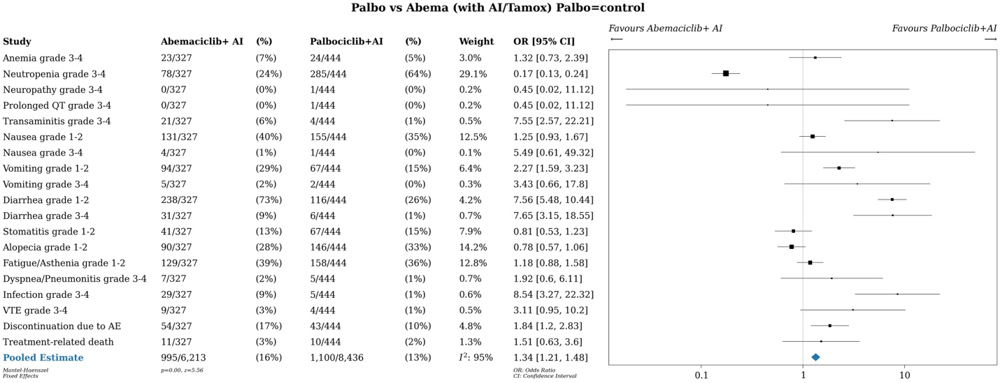 Palbo vs Abema (with AI/Tamox) Palbo=control
Favours Abemaciclib+ AI Favours Palbociclib+AI
Study Abemaciclib+ AI (%) Palbociclib+AI (%) Weight OR [95% CI] ← →
Anemia grade 3-4 23/327 (7%) 24/444 (5%) 3.0% 1.32 [0.73, 2.39]
Neutropenia grade 3-4 78/327 (24%) 285/444 (64%) 29.1% 0.17 [0.13, 0.24]
Neuropathy grade 3-4 0/327 (0%) 1/444 (0%) 0.2% 0.45 [0.02, 11.12]
Prolonged QT grade 3-4 0/327 (0%) 1/444 (0%) 0.2% 0.45 [0.02, 11.12]
Transaminitis grade 3-4 21/327 (6%) 4/444 (1%) 0.5% 7.55 [2.57, 22.21]
Nausea grade 1-2 131/327 (40%) 155/444 (35%) 12.5% 1.25 [0.93, 1.67]
Nausea grade 3-4 4/327 (1%) 1/444 (0%) 0.1% 5.49 [0.61, 49.32]
Vomiting grade 1-2 94/327 (29%) 67/444 (15%) 6.4% 2.27 [1.59, 3.23]
Vomiting grade 3-4 5/327 (2%) 2/444 (0%) 0.3% 3.43 [0.66, 17.8]
Diarrhea grade 1-2 238/327 (73%) 116/444 (26%) 4.2% 7.56 [5.48, 10.44]
Diarrhea grade 3-4 31/327 (9%) 6/444 (1%) 0.7% 7.65 [3.15, 18.55]
Stomatitis grade 1-2 41/327 (13%) 67/444 (15%) 7.9% 0.81 [0.53, 1.23]
Alopecia grade 1-2 90/327 (28%) 146/444 (33%) 14.2% 0.78 [0.57, 1.06]
Fatigue/Asthenia grade 1-2 129/327 (39%) 158/444 (36%) 12.8% 1.18 [0.88, 1.58]
Dyspnea/Pneumonitis grade 3-4 7/327 (2%) 5/444 (1%) 0.7% 1.92 [0.6, 6.11]
Infection grade 3-4 29/327 (9%) 5/444 (1%) 0.6% 8.54 [3.27, 22.32]
VTE grade 3-4 9/327 (3%) 4/444 (1%) 0.5% 3.11 [0.95, 10.2]
Discontinuation due to AE 54/327 (17%) 43/444 (10%) 4.8% 1.84 [1.2, 2.83]
Treatment-related death 11/327 (3%) 10/444 (2%) 1.3% 1.51 [0.63, 3.6]
Pooled Estimate 995/6,213 (16%) 1,100/8,436 (13%) I²: 95% 1.34 [1.21, 1.48]
Mantel-Haenszel p=0.00, z=5.56 OR: Odds Ratio
Fixed Effects CI: Confidence Interval
0.1 1 10